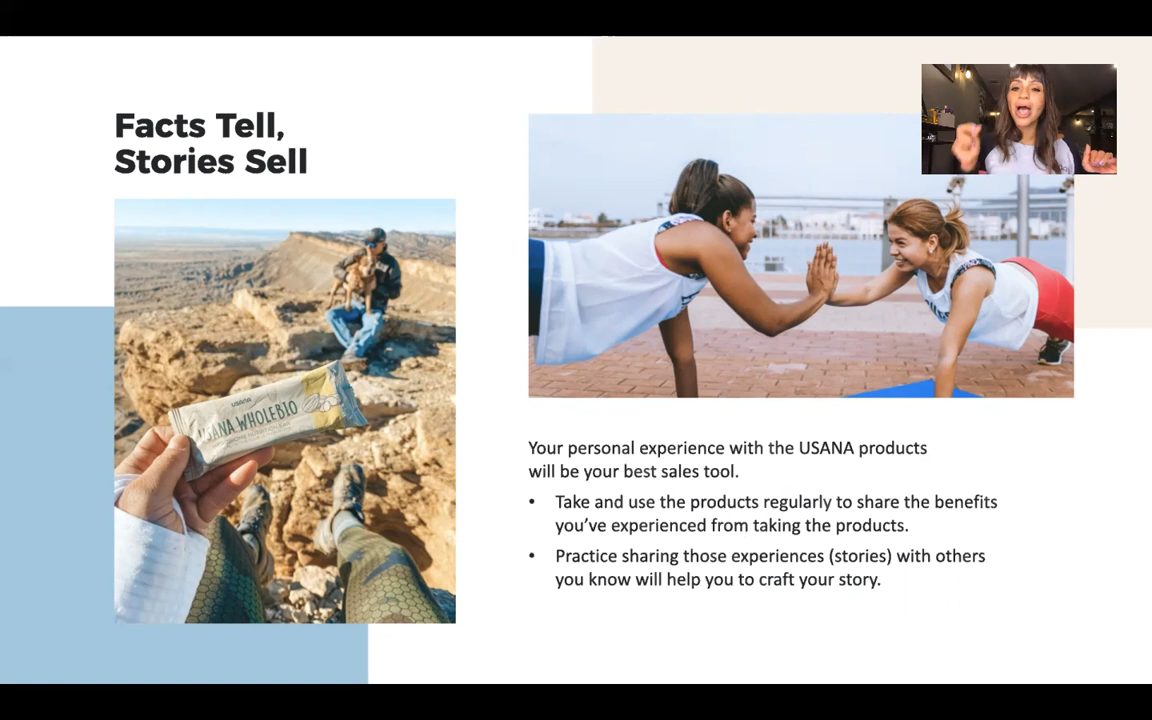 Facts Tell,
Stories Sell
USANA
USANA WHOLEBIO
Your personal experience with the USANA products
will be your best sales tool.
• Take and use the products regularly to share the benefits
you’ve experienced from taking the products.
• Practice sharing those experiences (stories) with others
you know will help you to craft your story.